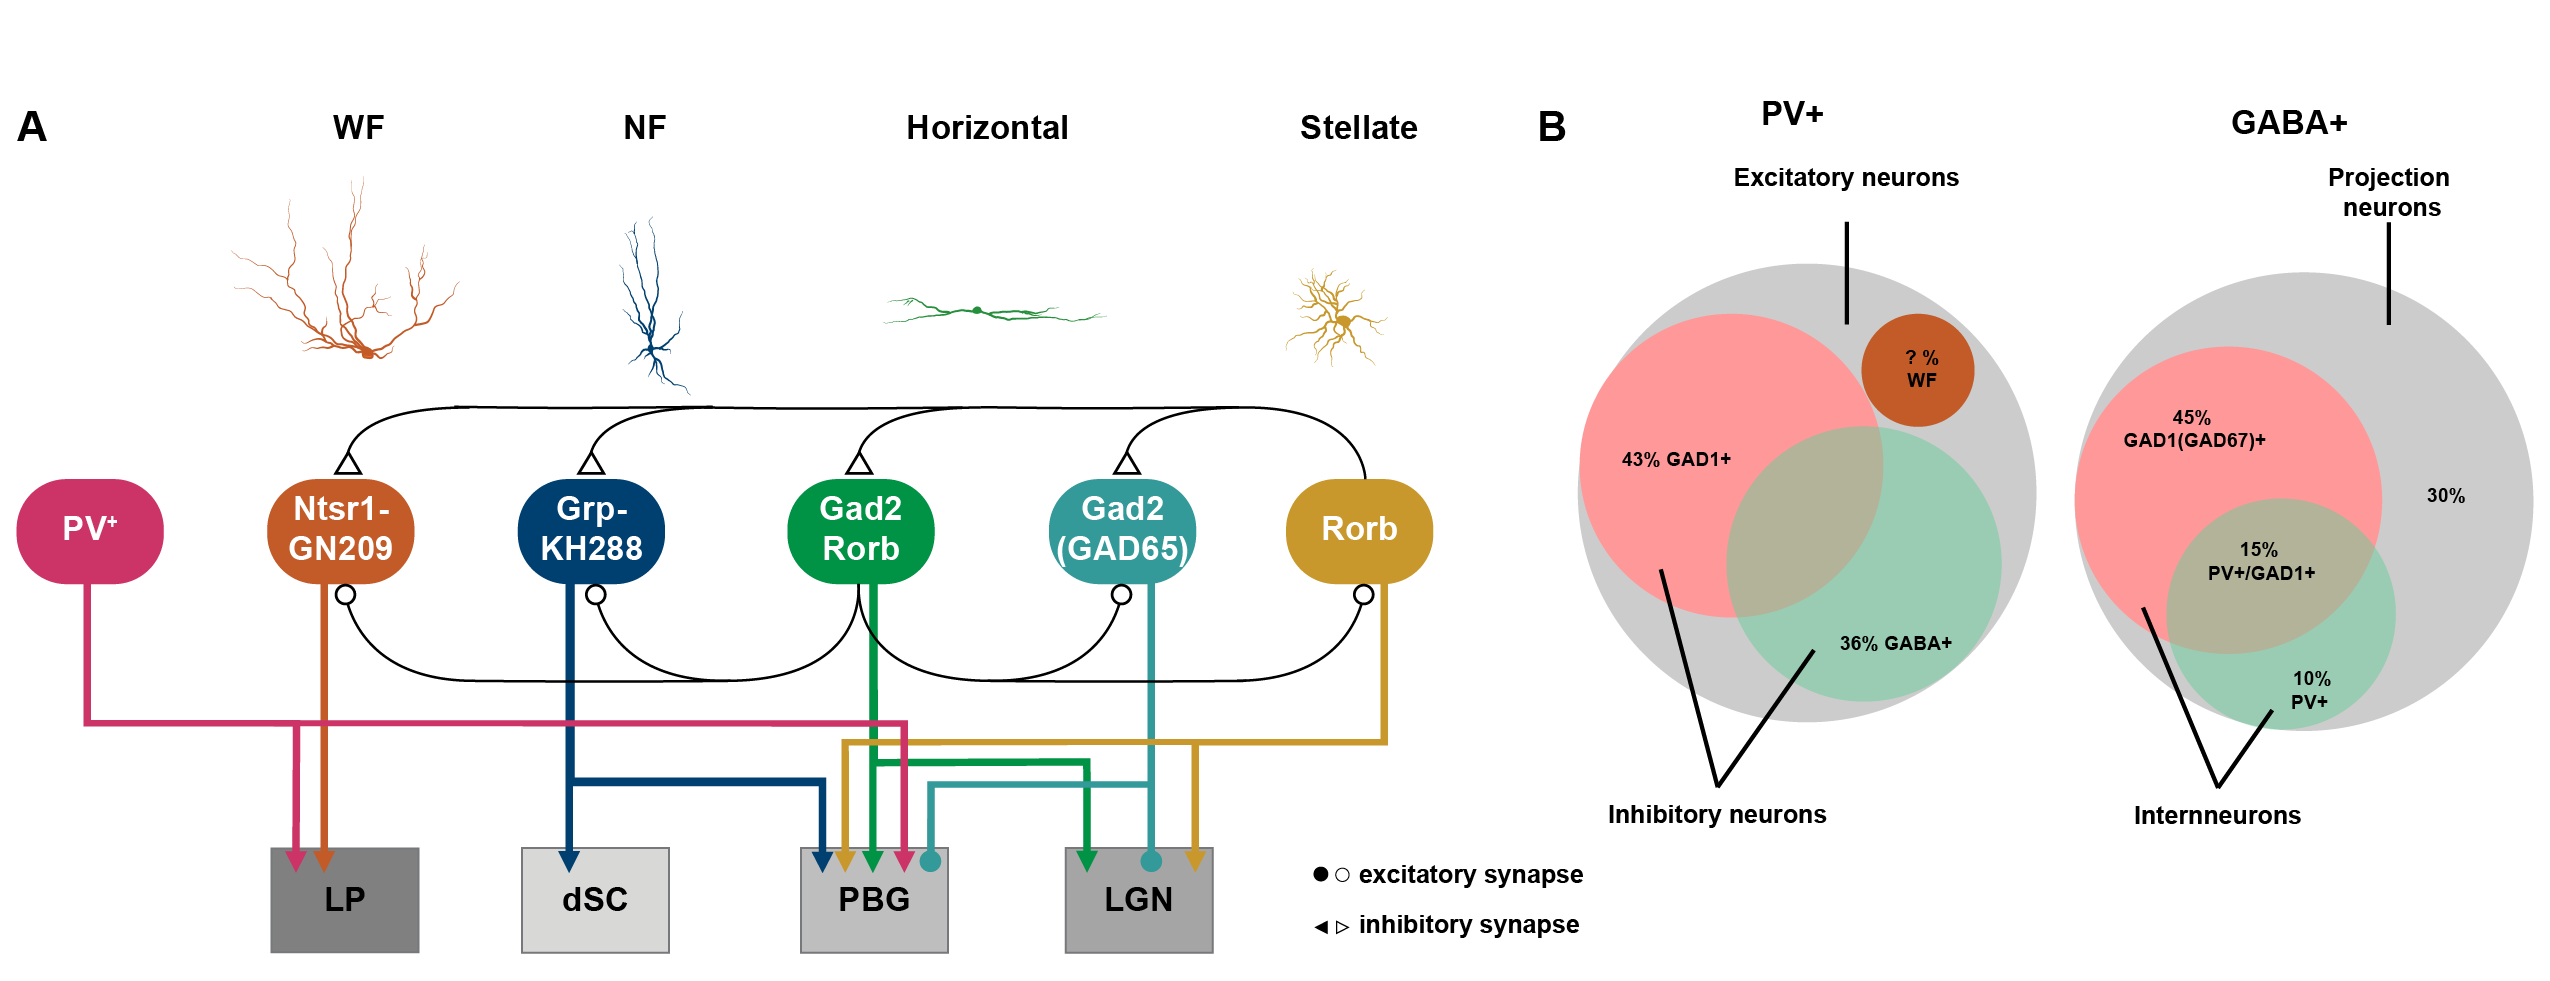 A
WF
NF
Horizontal
Stellate
PV+
Ntsr1-
GN209
Grp-
KH288
Gad2
Rorb
Gad2
(GAD65)
Rorb
LP
dSC
PBG
LGN
excitatory synapse
inhibitory synapse
B
PV+
Excitatory neurons
? %
WF
43% GAD1+
36% GABA+
Inhibitory neurons
GABA+
Projection
neurons
45%
GAD1(GAD67)+
30%
15%
PV+/GAD1+
10%
PV+
Internneurons